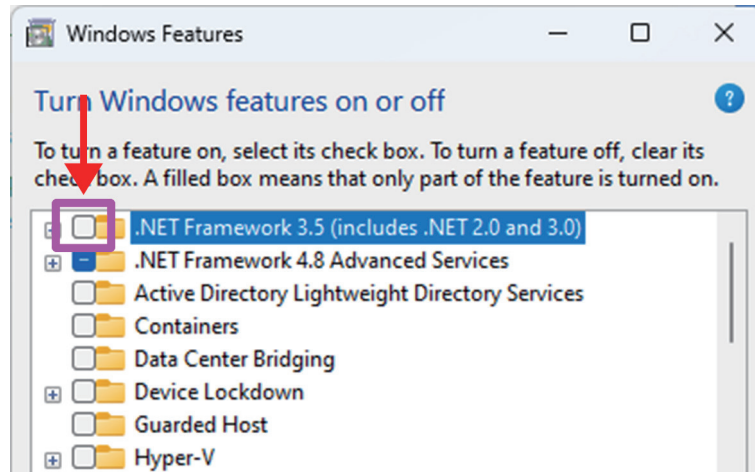 Windows Features
Turn Windows features on or off
?
To turn a feature on, select its check box. To turn a feature off, clear its
check box. A filled box means that only part of the feature is turned on.
.NET Framework 3.5 (includes .NET 2.0 and 3.0)
.NET Framework 4.8 Advanced Services
Active Directory Lightweight Directory Services
Containers
Data Center Bridging
Device Lockdown
Guarded Host
Hyper-V